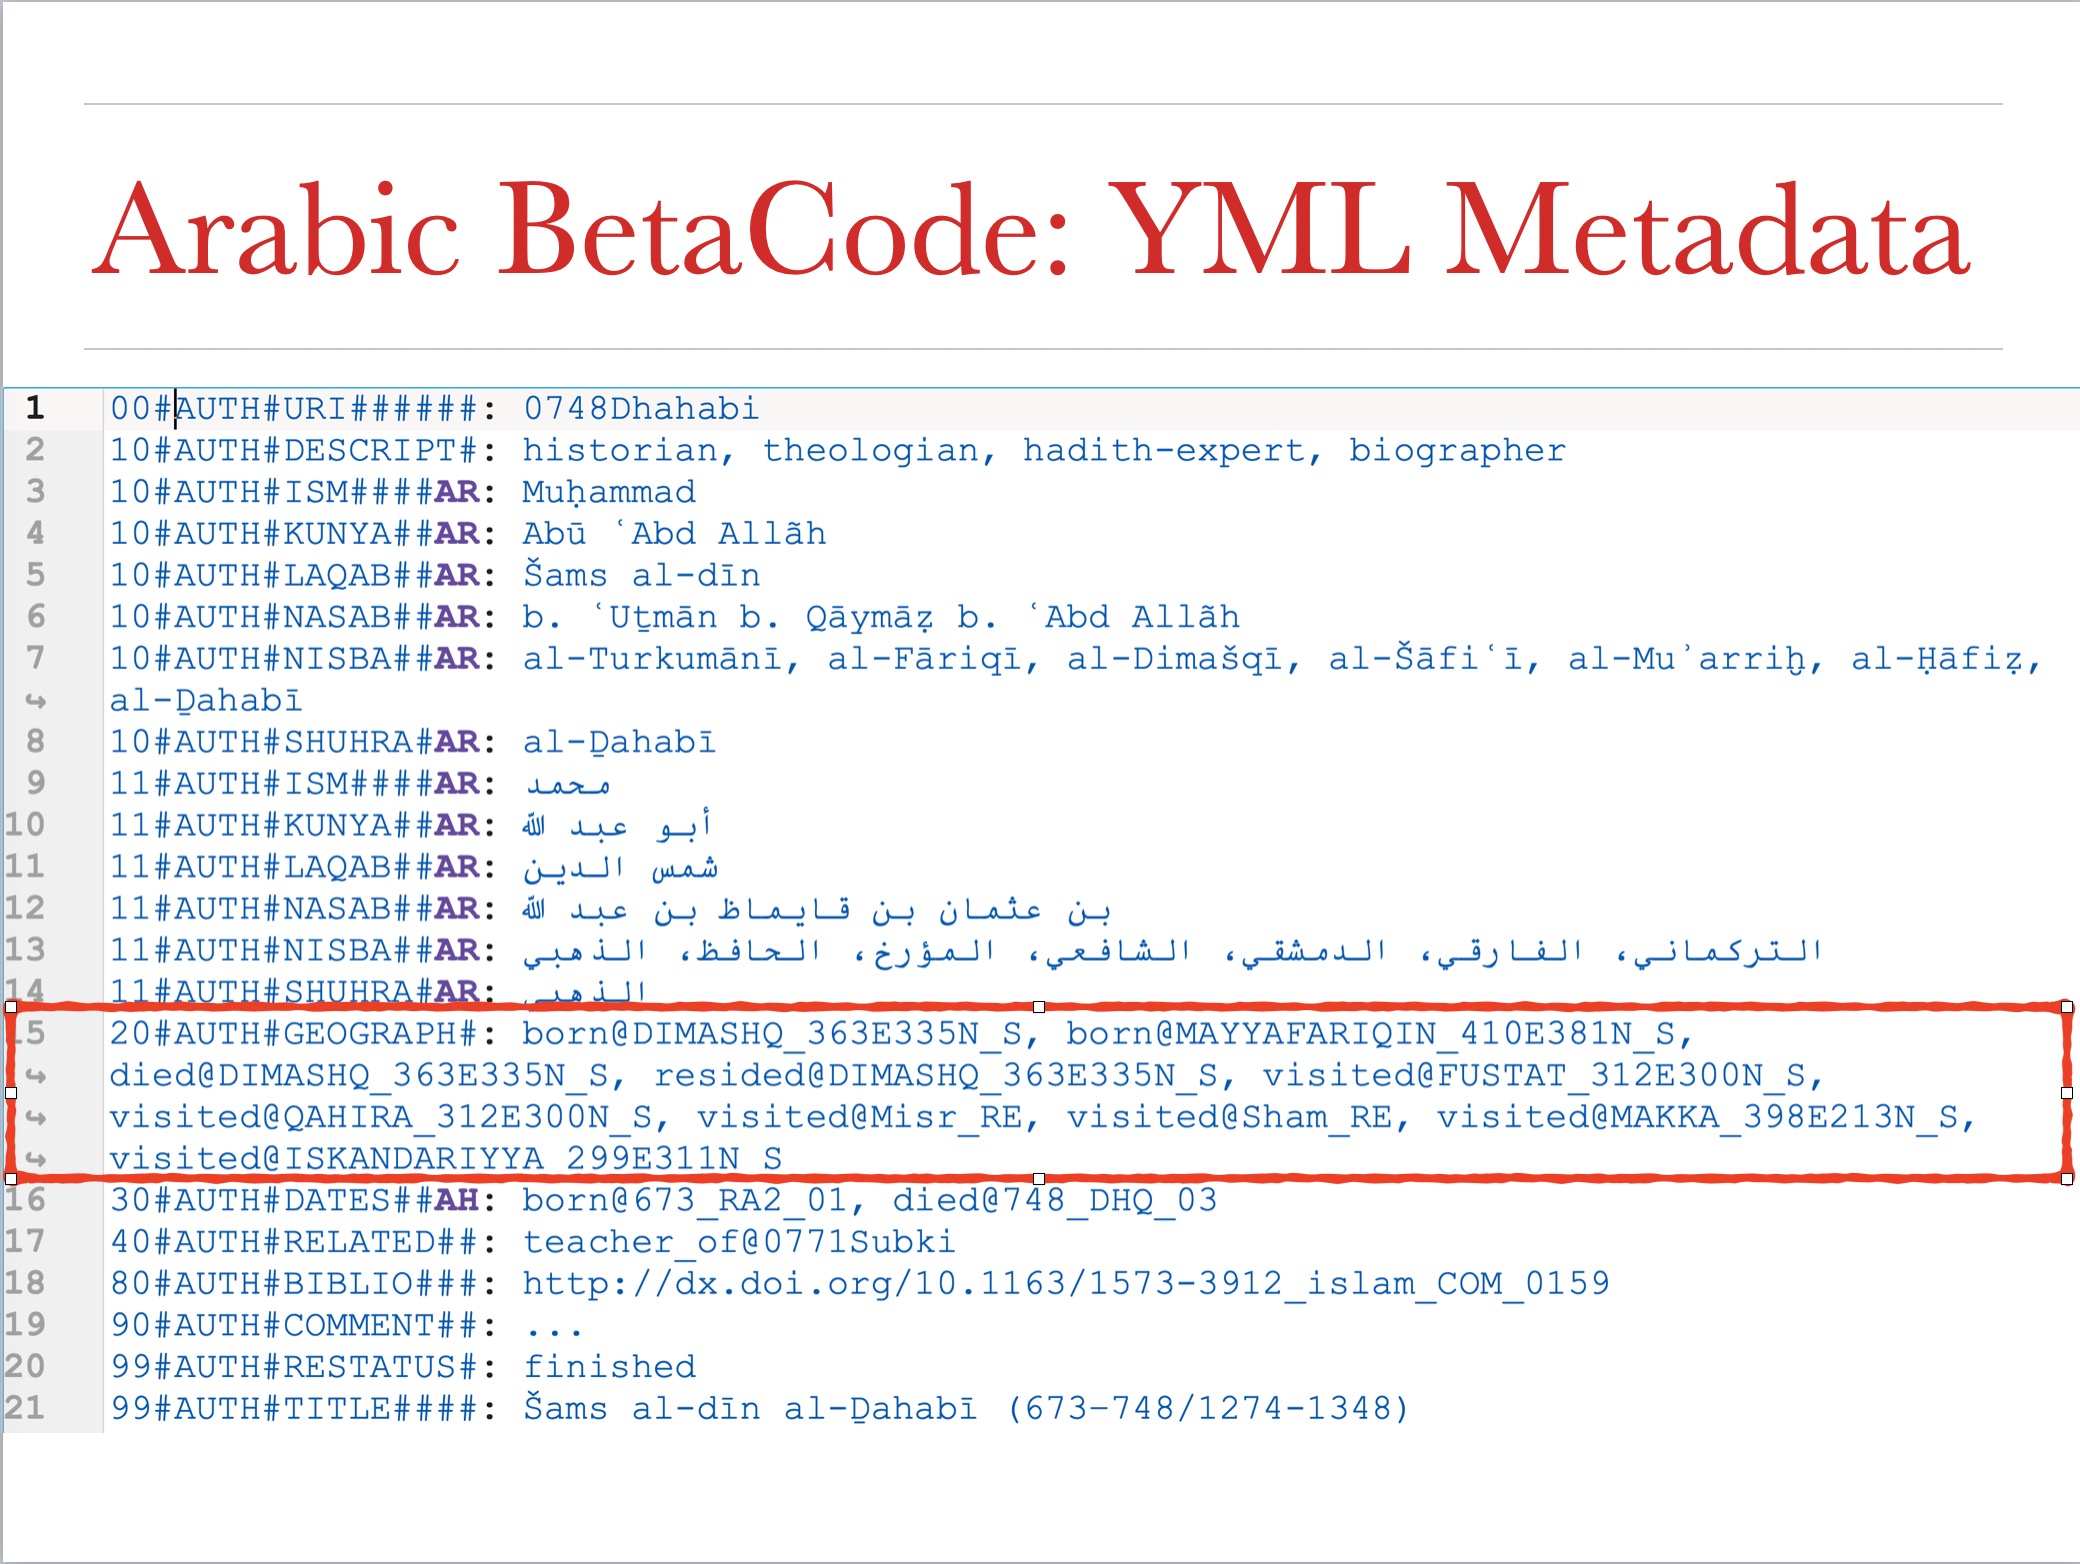 Arabic BetaCode: YML Metadata
1 00#AUTH#URI######: 0748Dhahabi
2 10#AUTH#DESCRIPT#: historian, theologian, hadith-expert, biographer
3 10#AUTH#ISM####AR: Muḥammad
4 10#AUTH#KUNYA##AR: Abū ʿAbd Allãh
5 10#AUTH#LAQAB##AR: Šams al-dīn
6 10#AUTH#NASAB##AR: b. ʿUṯmān b. Qāymāẓ b. ʿAbd Allãh
7 10#AUTH#NISBA##AR: al-Turkumānī, al-Fāriqī, al-Dimašqī, al-Šāfiʿī, al-Muʾarriḫ, al-Ḥāfiẓ,
↪ al-Ḏahabī
8 10#AUTH#SHUHRA#AR: al-Ḏahabī
9 11#AUTH#ISM####AR: محمد
10 11#AUTH#KUNYA##AR: أبو عبد الله
11 11#AUTH#LAQAB##AR: شمس الدين
12 11#AUTH#NASAB##AR: بن عثمان بن قايماظ بن عبد الله
13 11#AUTH#NISBA##AR: التركماني، الفارقي، الدمشقي، الشافعي، المؤرخ، الحافظ، الذهبي
14 11#AUTH#SHUHRA#AR: الذهبي
15 20#AUTH#GEOGRAPH#: born@DIMASHQ_363E335N_S, born@MAYYAFARIQIN_410E381N_S,
↪ died@DIMASHQ_363E335N_S, resided@DIMASHQ_363E335N_S, visited@FUSTAT_312E300N_S,
↪ visited@QAHIRA_312E300N_S, visited@Misr_RE, visited@Sham_RE, visited@MAKKA_398E213N_S,
↪ visited@ISKANDARIYYA_299E311N_S
16 30#AUTH#DATES##AH: born@673_RA2_01, died@748_DHQ_03
17 40#AUTH#RELATED##: teacher_of@0771Subki
18 80#AUTH#BIBLIO###: http://dx.doi.org/10.1163/1573-3912_islam_COM_0159
19 90#AUTH#COMMENT##: ...
20 99#AUTH#RESTATUS#: finished
21 99#AUTH#TITLE####: Šams al-dīn al-Ḏahabī (673–748/1274-1348)